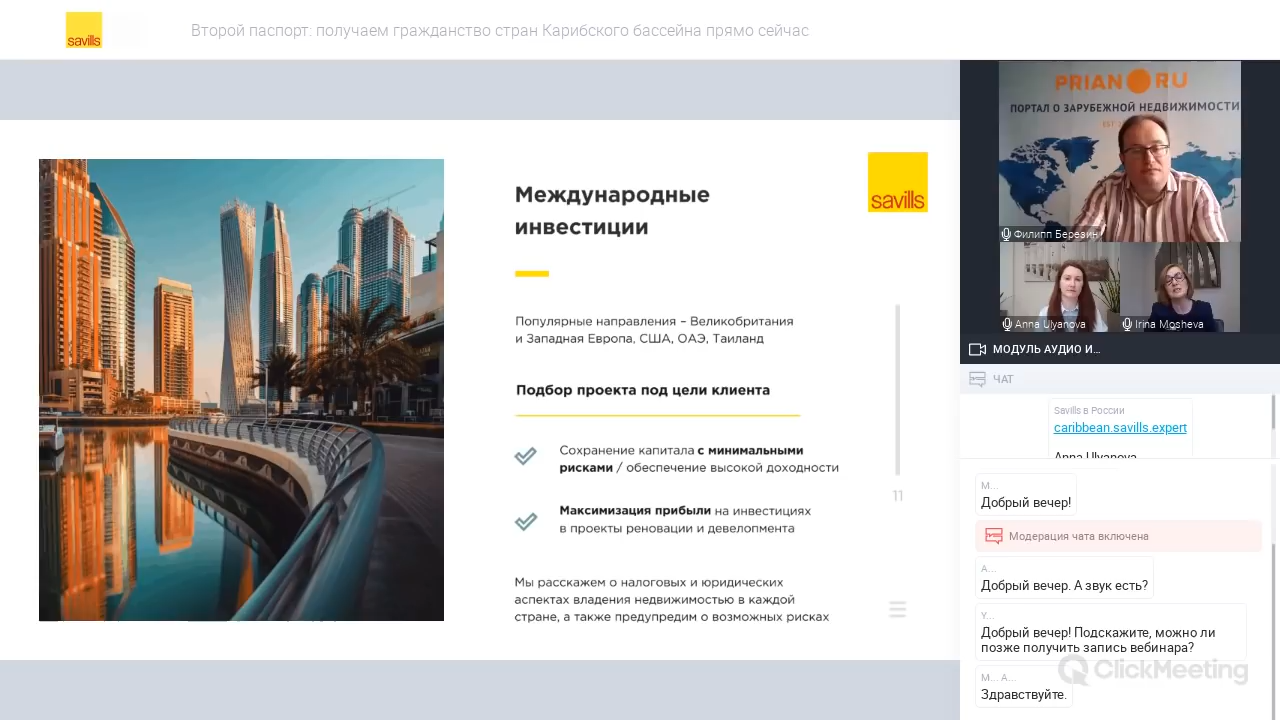 savills
Второй паспорт: получаем гражданство стран Карибского бассейна прямо сейчас
savills
Международные
инвестиции
Популярные направления – Великобритания
и Западная Европа, США, ОАЭ, Таиланд
Подбор проекта под цели клиента
Сохранение капитала с минимальными
рисками / обеспечение высокой доходности
Максимизация прибыли на инвестициях
в проекты реновации и девелопмента
Мы расскажем о налоговых и юридических
аспектах владения недвижимостью в каждой
стране, а также предупредим о возможных рисках
11
PRIAN RU
ПОРТАЛ О ЗАРУБЕЖНОЙ НЕДВИЖИМОСТИ
Филипп Березин
Anna Ulyanova
Irina Mosheva
МОДУЛЬ АУДИО И...
ЧАТ
Savills в России
caribbean.savills.expert
Anna Ulyanova
М...
Добрый вечер!
Модерация чата включена
А...
Добрый вечер. А звук есть?
Y...
Добрый вечер! Подскажите, можно ли
позже получить запись вебинара?
М... А...
Здравствуйте.
ClickMeeting